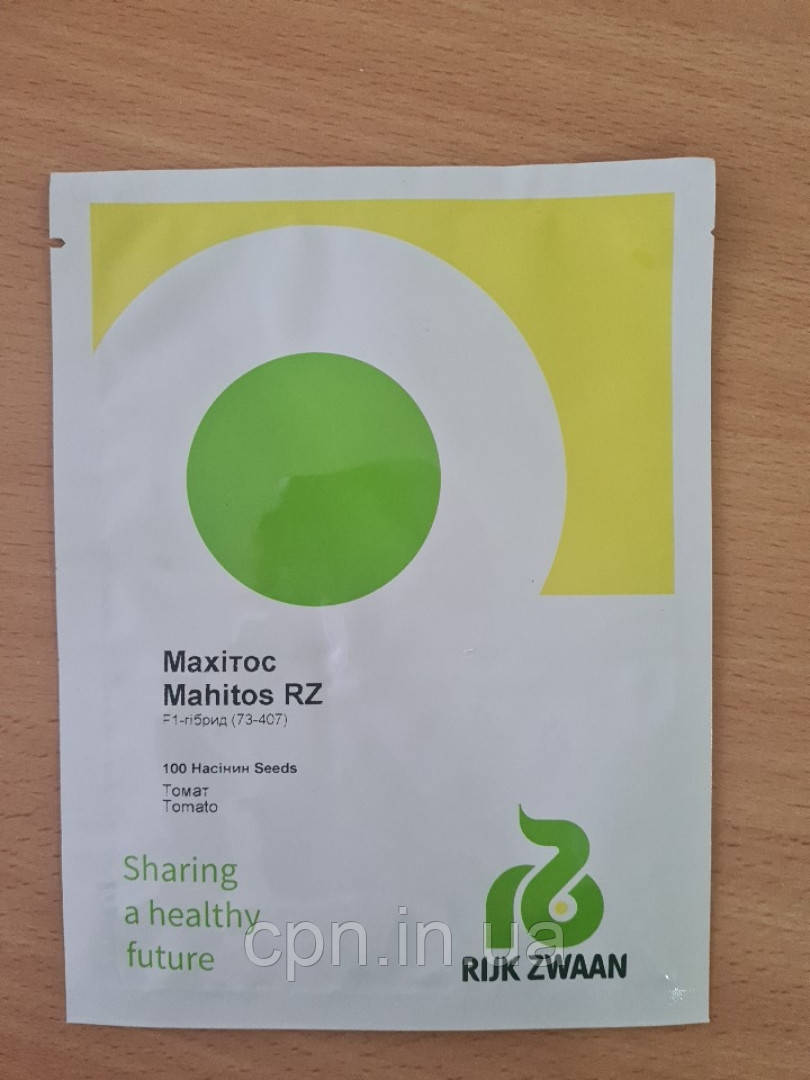 Махітос
Mahitos RZ
F1-гібрид (73-407)
100 Насінин Seeds
Томат
Tomato
Sharing
a healthy
future
cpn.in.ua
RIJK ZWAAN